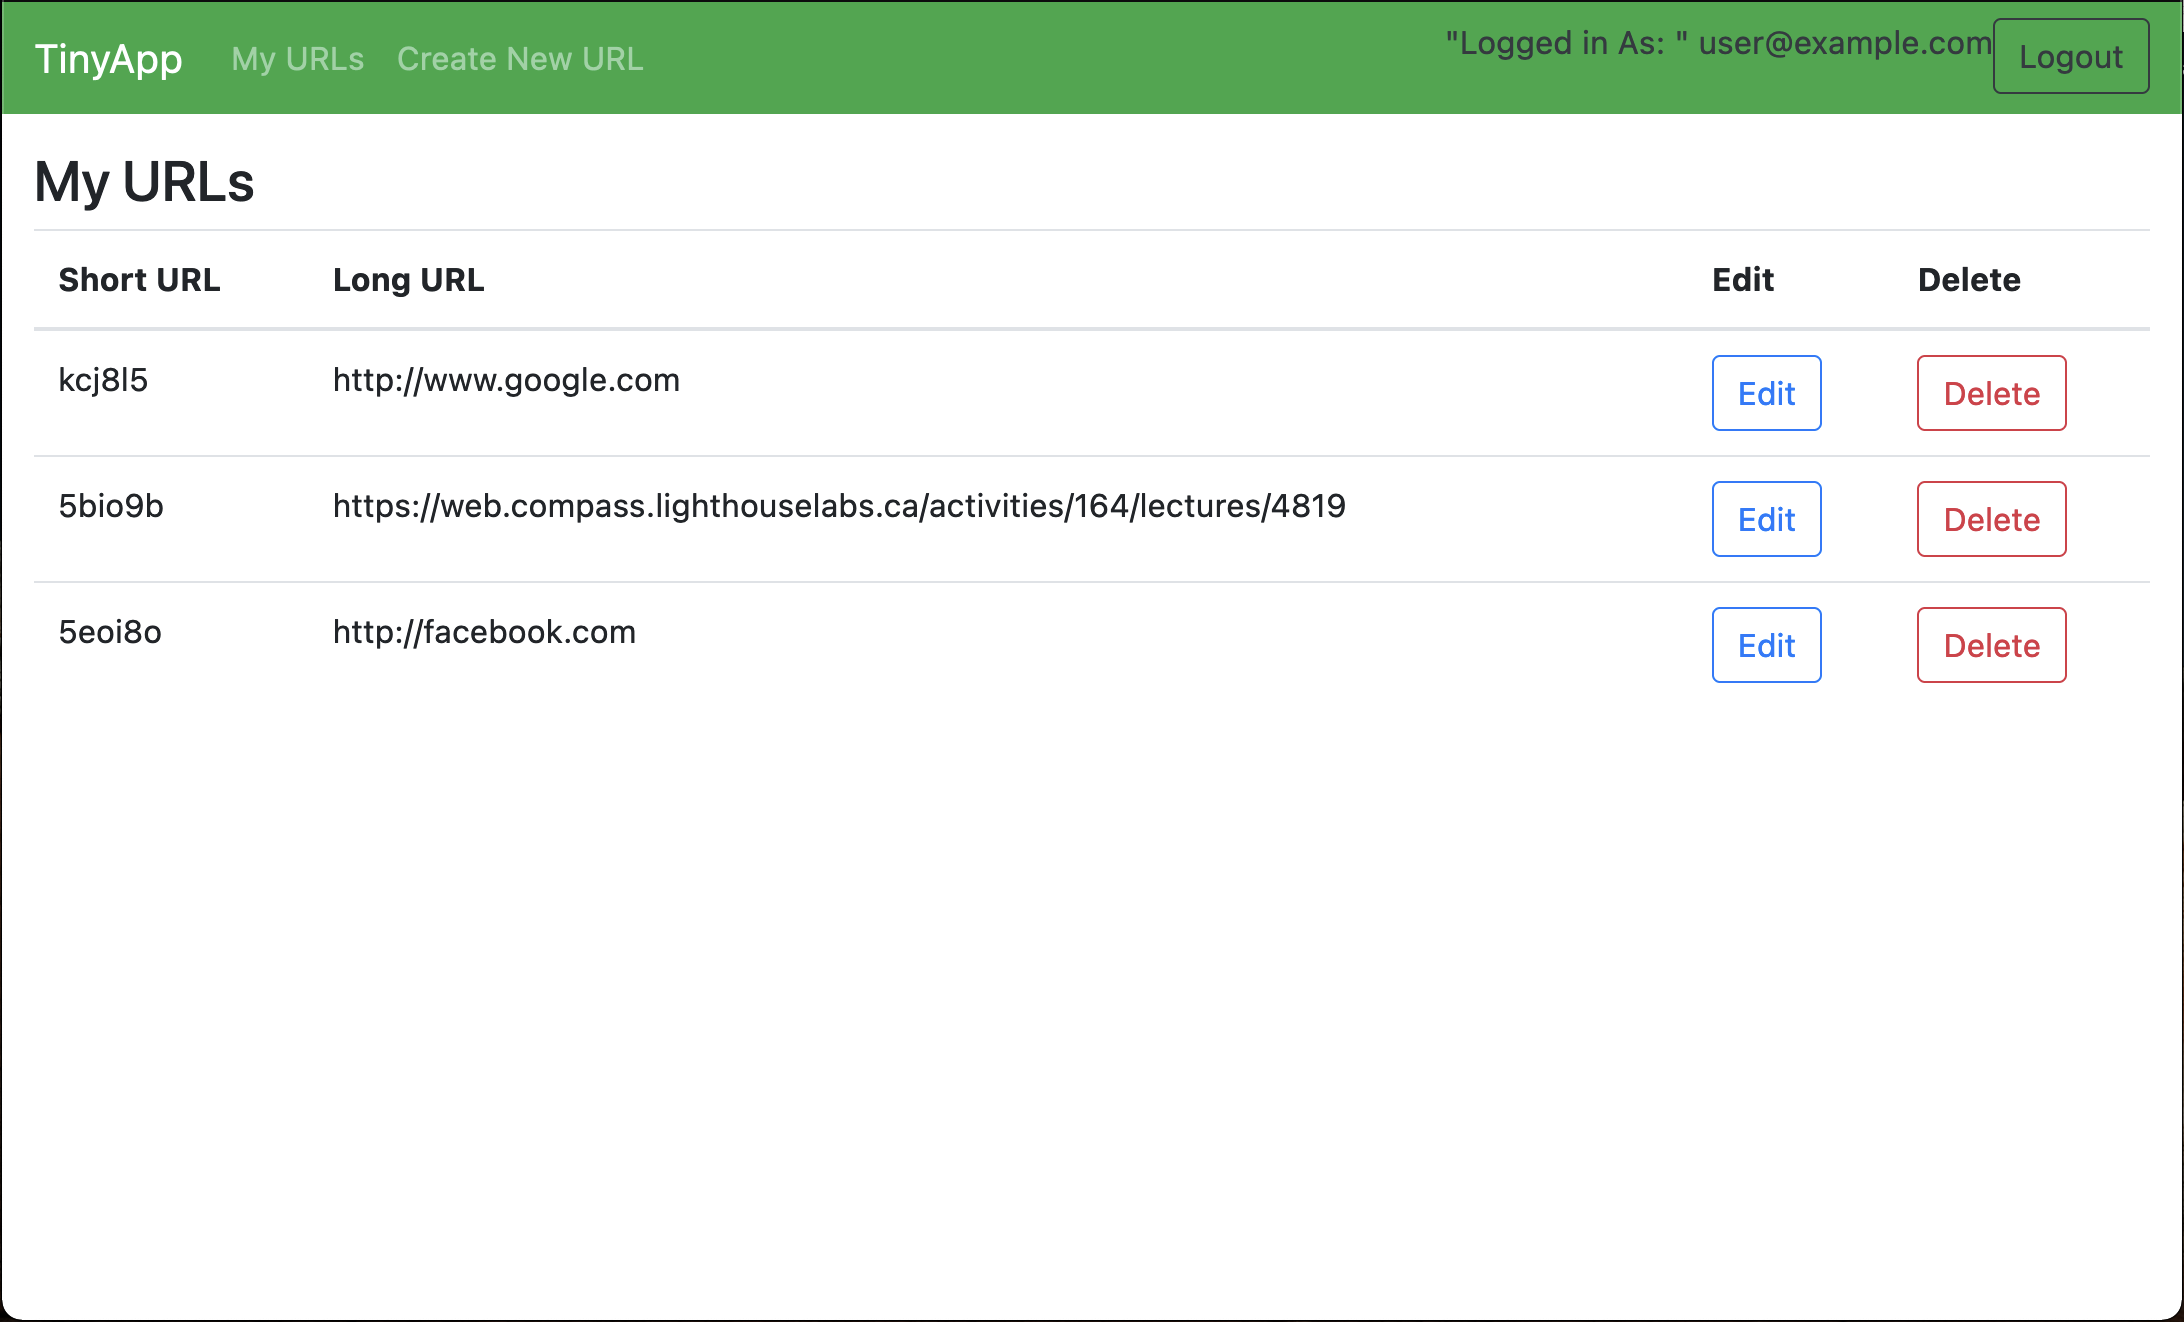 TinyApp My URLs Create New URL "Logged in As: " user@example.com Logout
My URLs
Short URL Long URL Edit Delete
kcj8l5 http://www.google.com Edit Delete
5bio9b https://web.compass.lighthouselabs.ca/activities/164/lectures/4819 Edit Delete
5eoi8o http://facebook.com Edit Delete